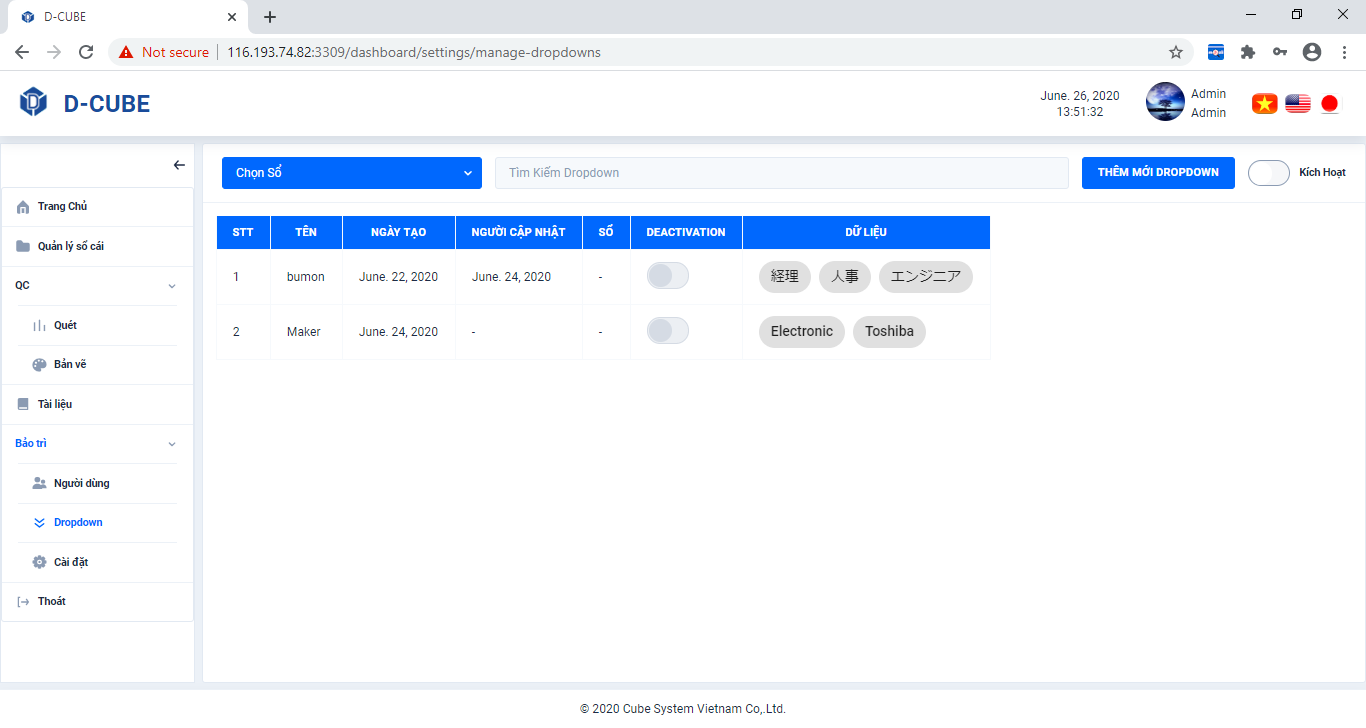 D-CUBE
Not secure 116.193.74.82:3309/dashboard/settings/manage-dropdowns
D-CUBE
June. 26, 2020
13:51:32
Admin
Admin
Chọn Sổ
Tìm Kiếm Dropdown
THÊM MỚI DROPDOWN
Kích Hoạt
Trang Chủ
Quản lý sổ cái
QC
Quét
Bản vẽ
Tài liệu
Bảo trì
Người dùng
Dropdown
Cài đặt
Thoát
STT TÊN NGÀY TẠO NGƯỜI CẬP NHẬT SỔ DEACTIVATION DỮ LIỆU
1 bumon June. 22, 2020 June. 24, 2020 - 経理 人事 エンジニア
2 Maker June. 24, 2020 - - Electronic Toshiba
© 2020 Cube System Vietnam Co,.Ltd.